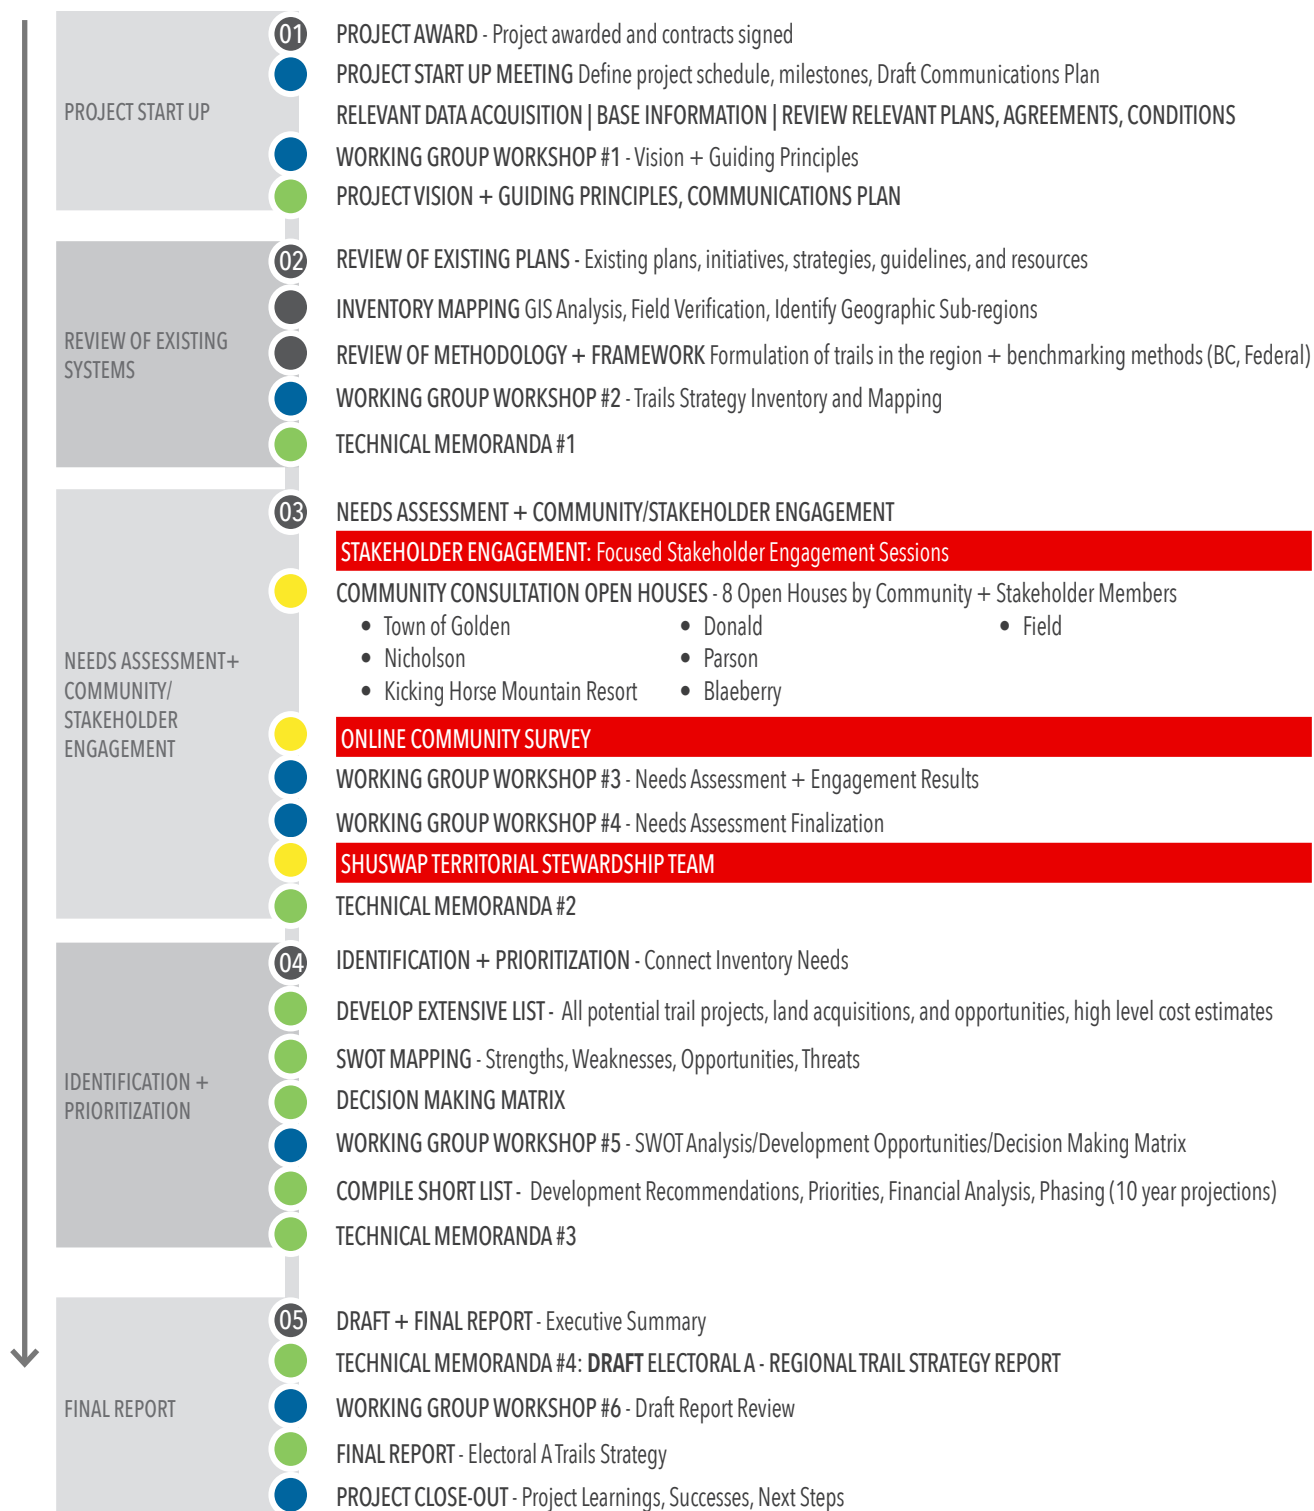 PROJECT START UP
01 PROJECT AWARD - Project awarded and contracts signed
PROJECT START UP MEETING Define project schedule, milestones, Draft Communications Plan
RELEVANT DATA ACQUISITION | BASE INFORMATION | REVIEW RELEVANT PLANS, AGREEMENTS, CONDITIONS
WORKING GROUP WORKSHOP #1 - Vision + Guiding Principles
PROJECT VISION + GUIDING PRINCIPLES, COMMUNICATIONS PLAN
REVIEW OF EXISTING
SYSTEMS
02 REVIEW OF EXISTING PLANS - Existing plans, initiatives, strategies, guidelines, and resources
INVENTORY MAPPING GIS Analysis, Field Verification, Identify Geographic Sub-regions
REVIEW OF METHODOLOGY + FRAMEWORK Formulation of trails in the region + benchmarking methods (BC, Federal)
WORKING GROUP WORKSHOP #2 - Trails Strategy Inventory and Mapping
TECHNICAL MEMORANDA #1
NEEDS ASSESSMENT+
COMMUNITY/
STAKEHOLDER
ENGAGEMENT
03 NEEDS ASSESSMENT + COMMUNITY/STAKEHOLDER ENGAGEMENT
STAKEHOLDER ENGAGEMENT: Focused Stakeholder Engagement Sessions
COMMUNITY CONSULTATION OPEN HOUSES - 8 Open Houses by Community + Stakeholder Members
• Town of Golden
• Nicholson
• Kicking Horse Mountain Resort
• Donald
• Parson
• Blaeberry
• Field
ONLINE COMMUNITY SURVEY
WORKING GROUP WORKSHOP #3 - Needs Assessment + Engagement Results
WORKING GROUP WORKSHOP #4 - Needs Assessment Finalization
SHUSWAP TERRITORIAL STEWARDSHIP TEAM
TECHNICAL MEMORANDA #2
IDENTIFICATION +
PRIORITIZATION
04 IDENTIFICATION + PRIORITIZATION - Connect Inventory Needs
DEVELOP EXTENSIVE LIST - All potential trail projects, land acquisitions, and opportunities, high level cost estimates
SWOT MAPPING - Strengths, Weaknesses, Opportunities, Threats
DECISION MAKING MATRIX
WORKING GROUP WORKSHOP #5 - SWOT Analysis/Development Opportunities/Decision Making Matrix
COMPILE SHORT LIST - Development Recommendations, Priorities, Financial Analysis, Phasing (10 year projections)
TECHNICAL MEMORANDA #3
FINAL REPORT
05 DRAFT + FINAL REPORT - Executive Summary
TECHNICAL MEMORANDA #4: DRAFT ELECTORAL A - REGIONAL TRAIL STRATEGY REPORT
WORKING GROUP WORKSHOP #6 - Draft Report Review
FINAL REPORT - Electoral A Trails Strategy
PROJECT CLOSE-OUT - Project Learnings, Successes, Next Steps